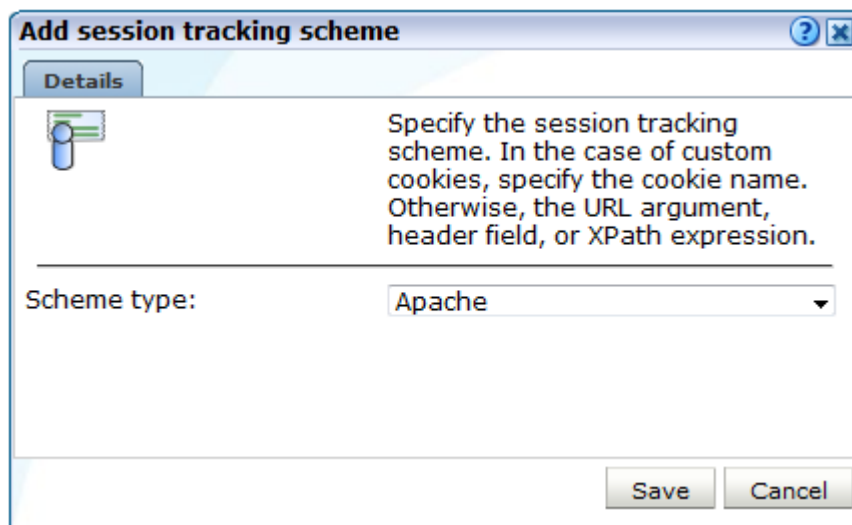 Add session tracking scheme
?
Details
Specify the session tracking
scheme. In the case of custom
cookies, specify the cookie name.
Otherwise, the URL argument,
header field, or XPath expression.
Scheme type:
Apache
Save
Cancel